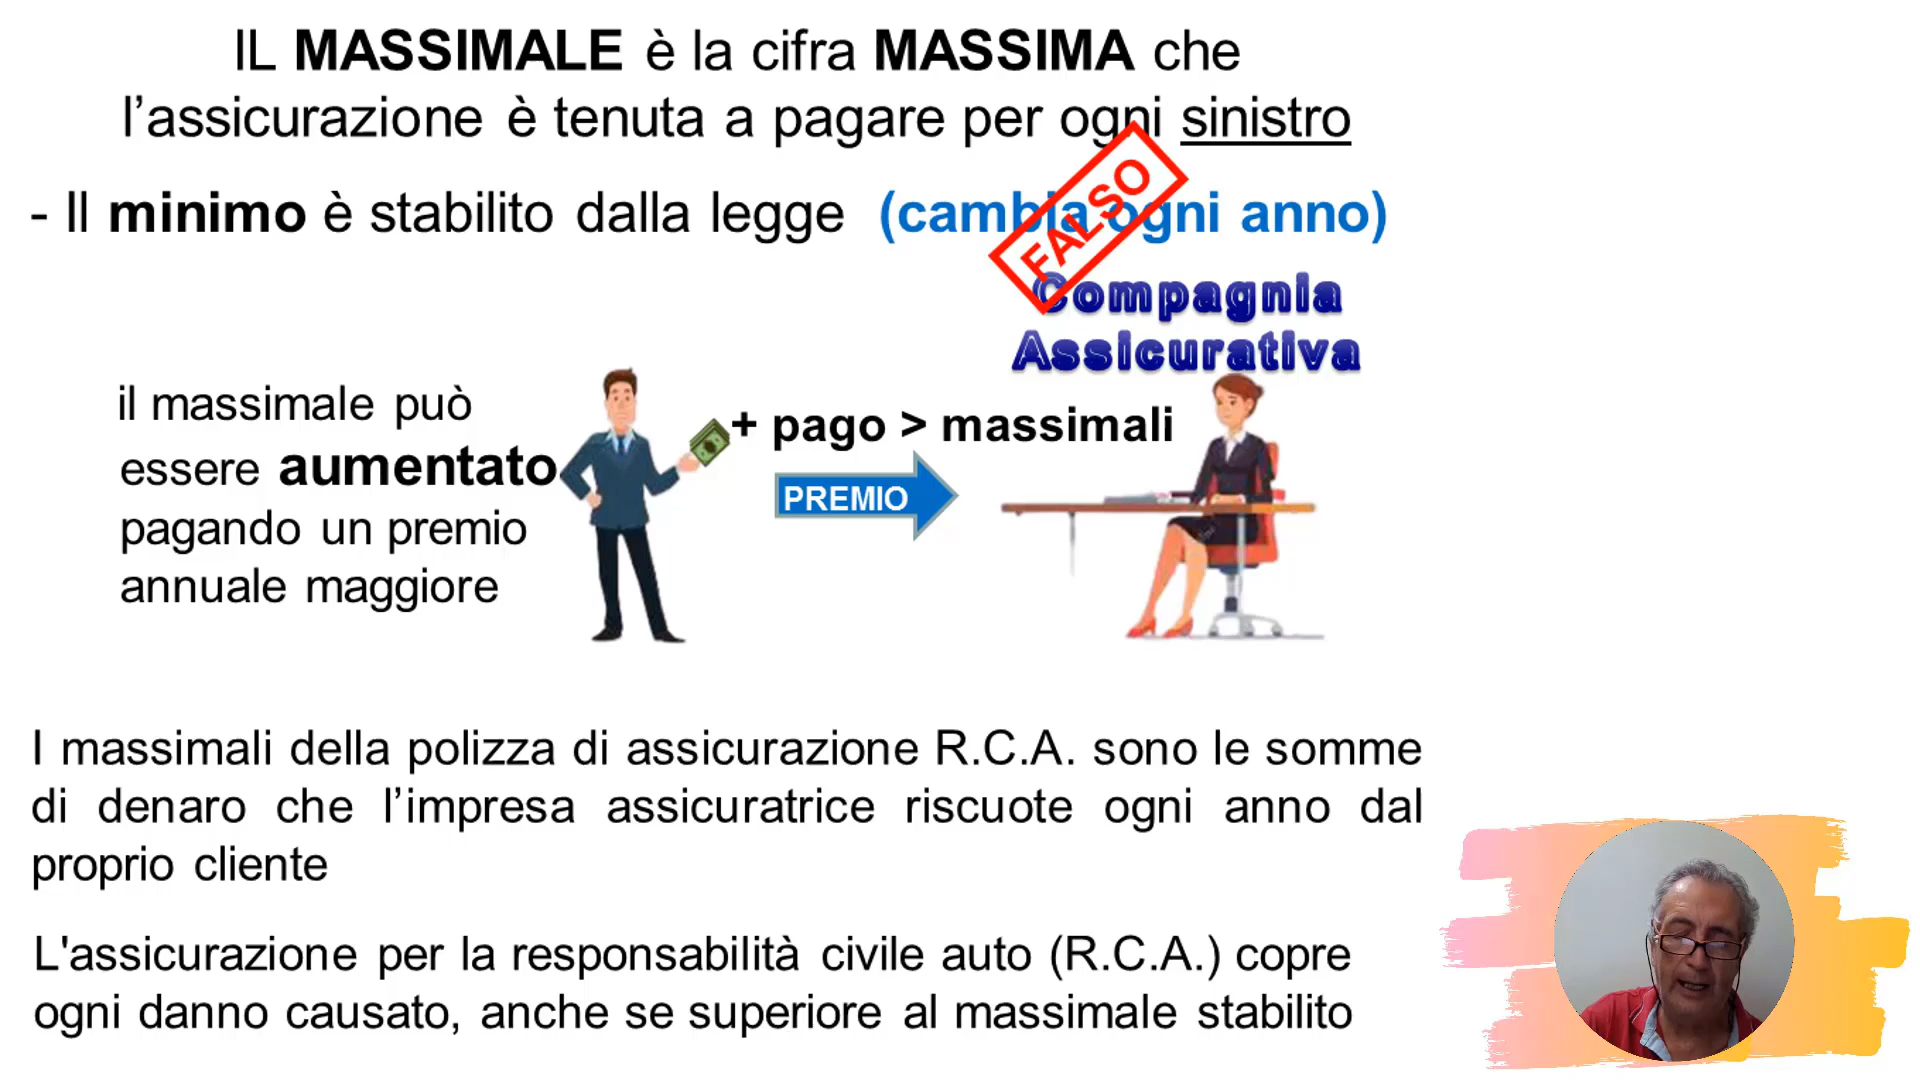 IL MASSIMALE è la cifra MASSIMA che
l’assicurazione è tenuta a pagare per ogni sinistro
- Il minimo è stabilito dalla legge (cambia ogni anno)
FALSO
Compagnia
Assicurativa
il massimale può
essere aumentato
pagando un premio
annuale maggiore
+ pago > massimali
PREMIO
I massimali della polizza di assicurazione R.C.A. sono le somme
di denaro che l’impresa assicuratrice riscuote ogni anno dal
proprio cliente
L'assicurazione per la responsabilità civile auto (R.C.A.) copre
ogni danno causato, anche se superiore al massimale stabilito